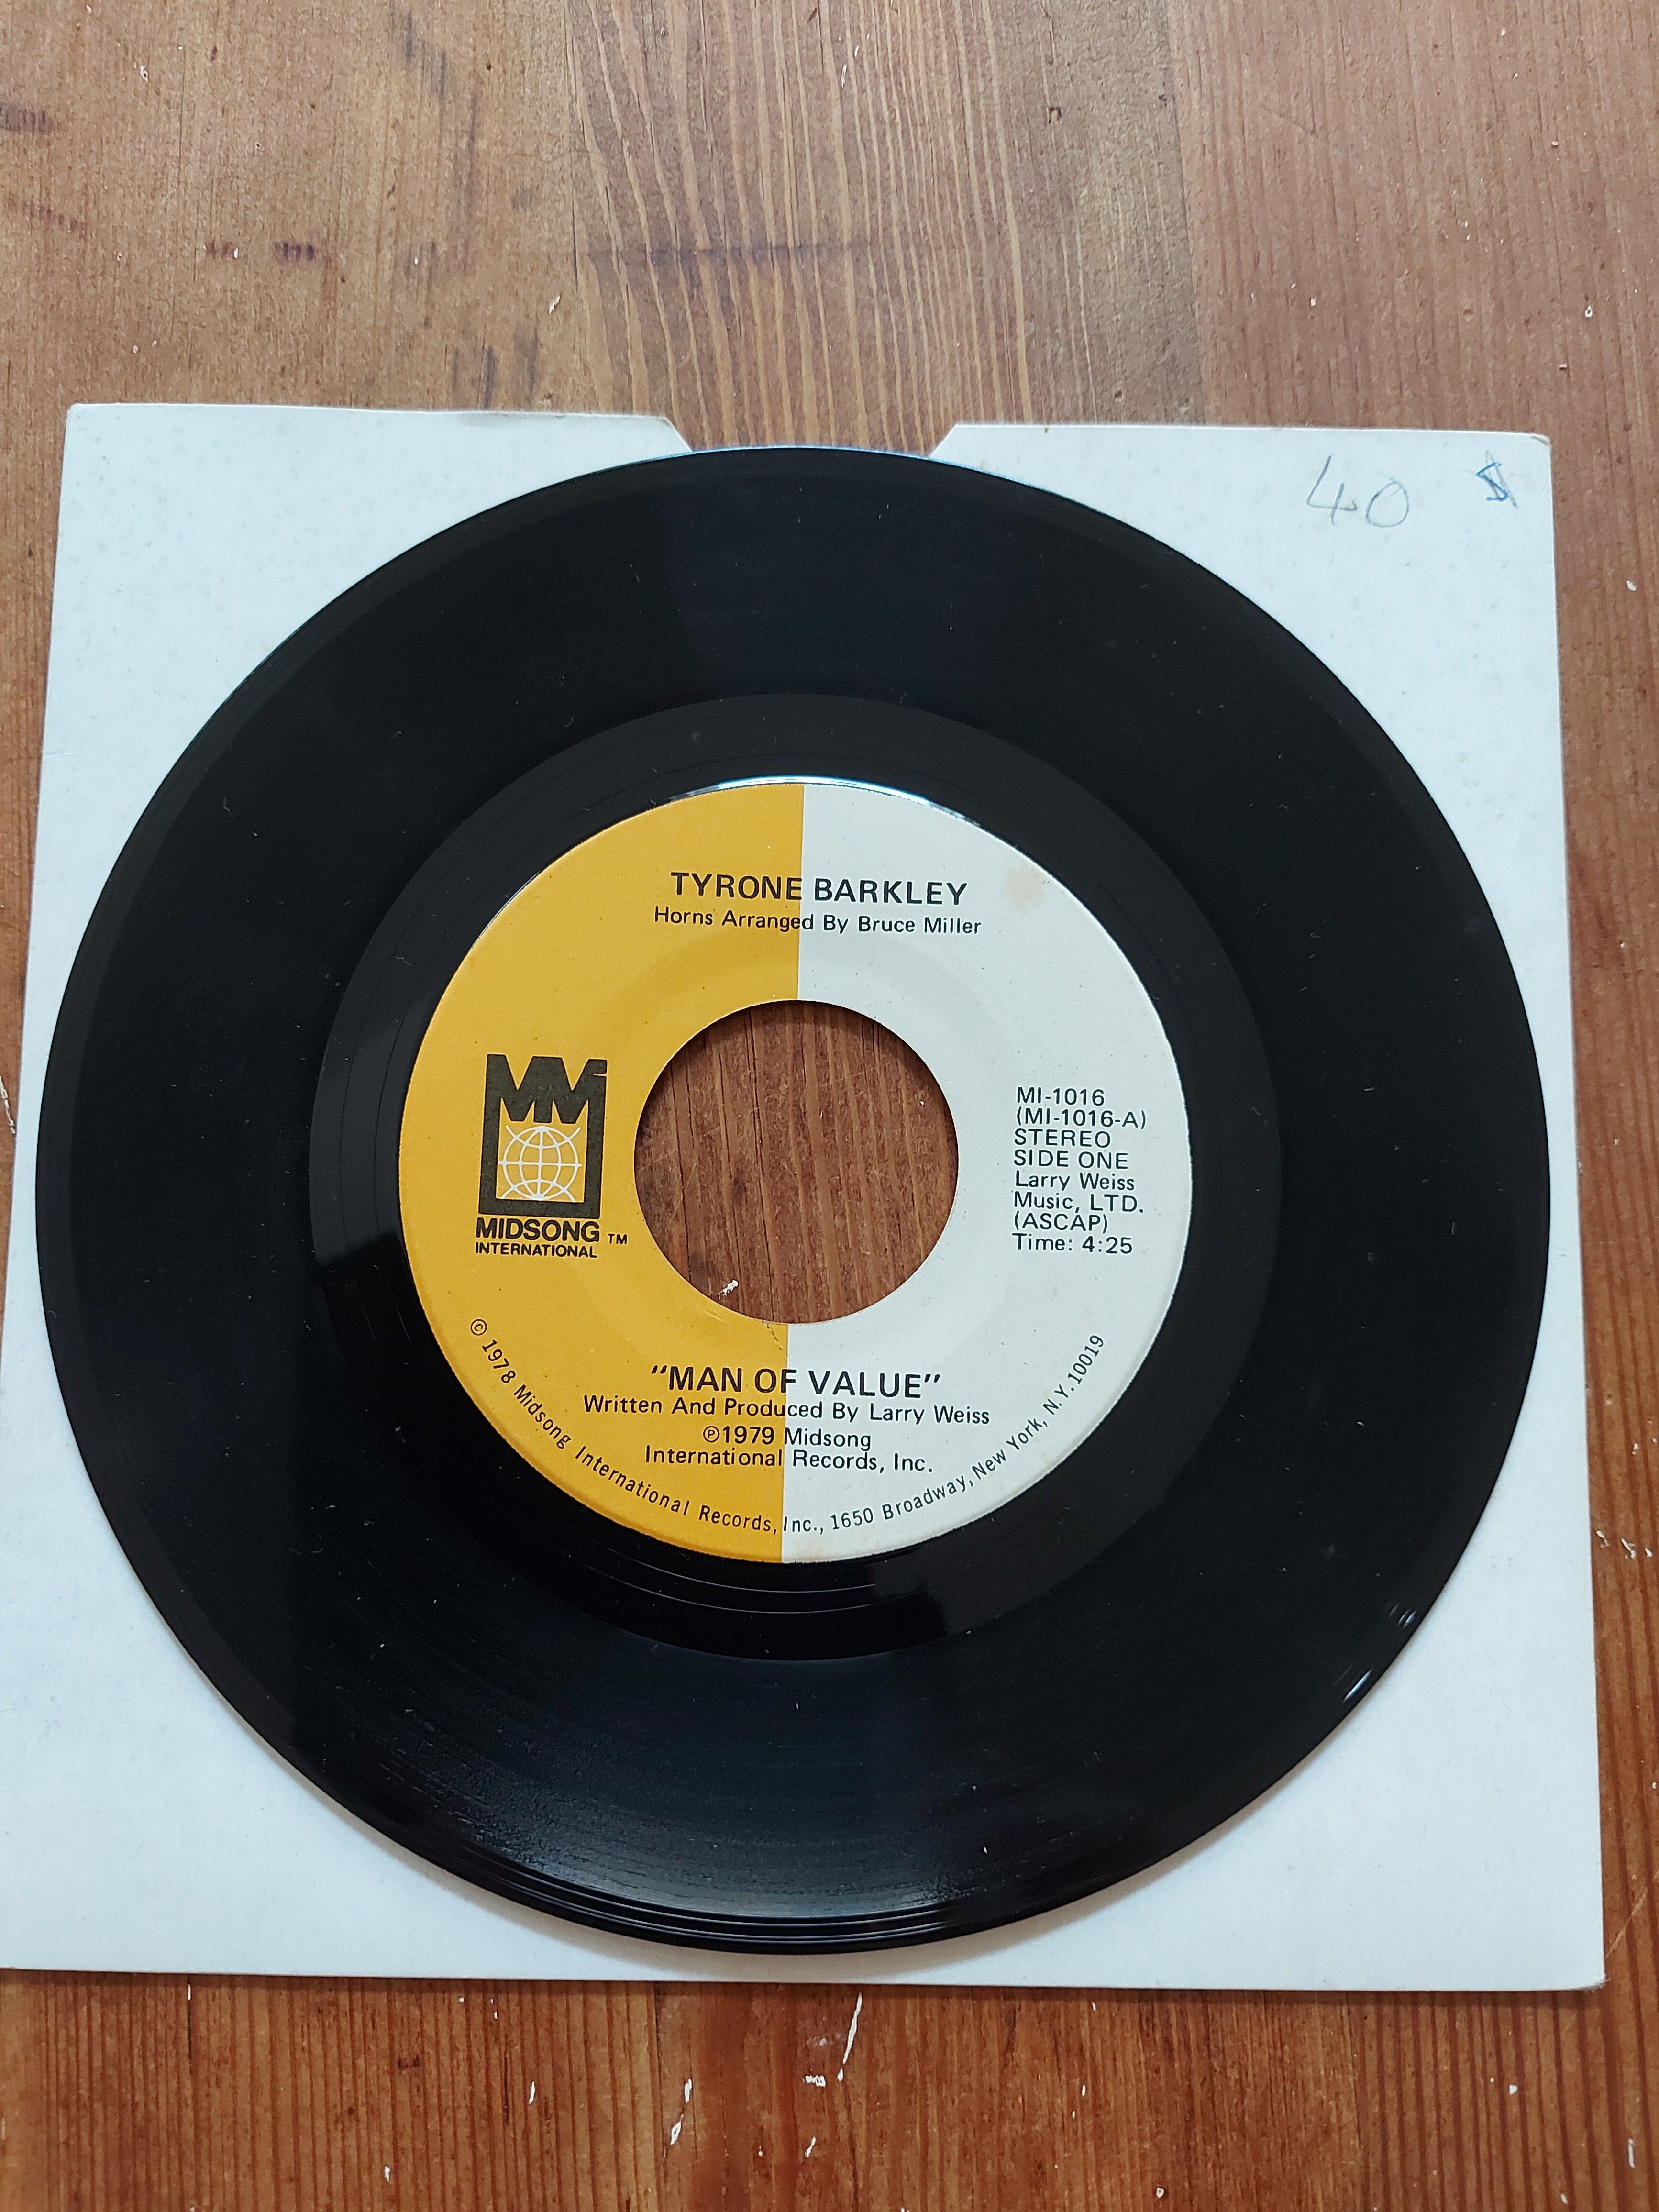 40 $
TYRONE BARKLEY
Horns Arranged By Bruce Miller
MIDSONG TM
INTERNATIONAL
MI-1016
(MI-1016-A)
STEREO
SIDE ONE
Larry Weiss
Music, LTD.
(ASCAP)
Time: 4:25
"MAN OF VALUE"
Written And Produced By Larry Weiss
℗1979 Midsong
International Records, Inc.
© 1978 Midsong International Records, Inc., 1650 Broadway, New York, N.Y. 10019